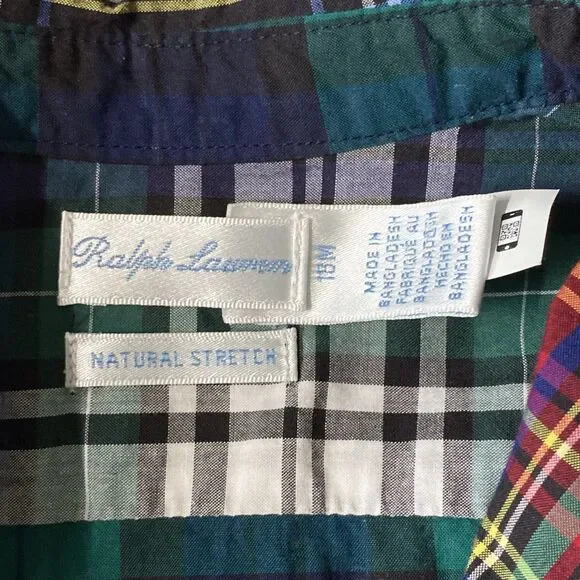 Ralph Lauren
18M
MADE IN
BANGLADESH
FABRIQUÉ AU
BANGLADESH
HECHO EN
BANGLADESH
NATURAL STRETCH